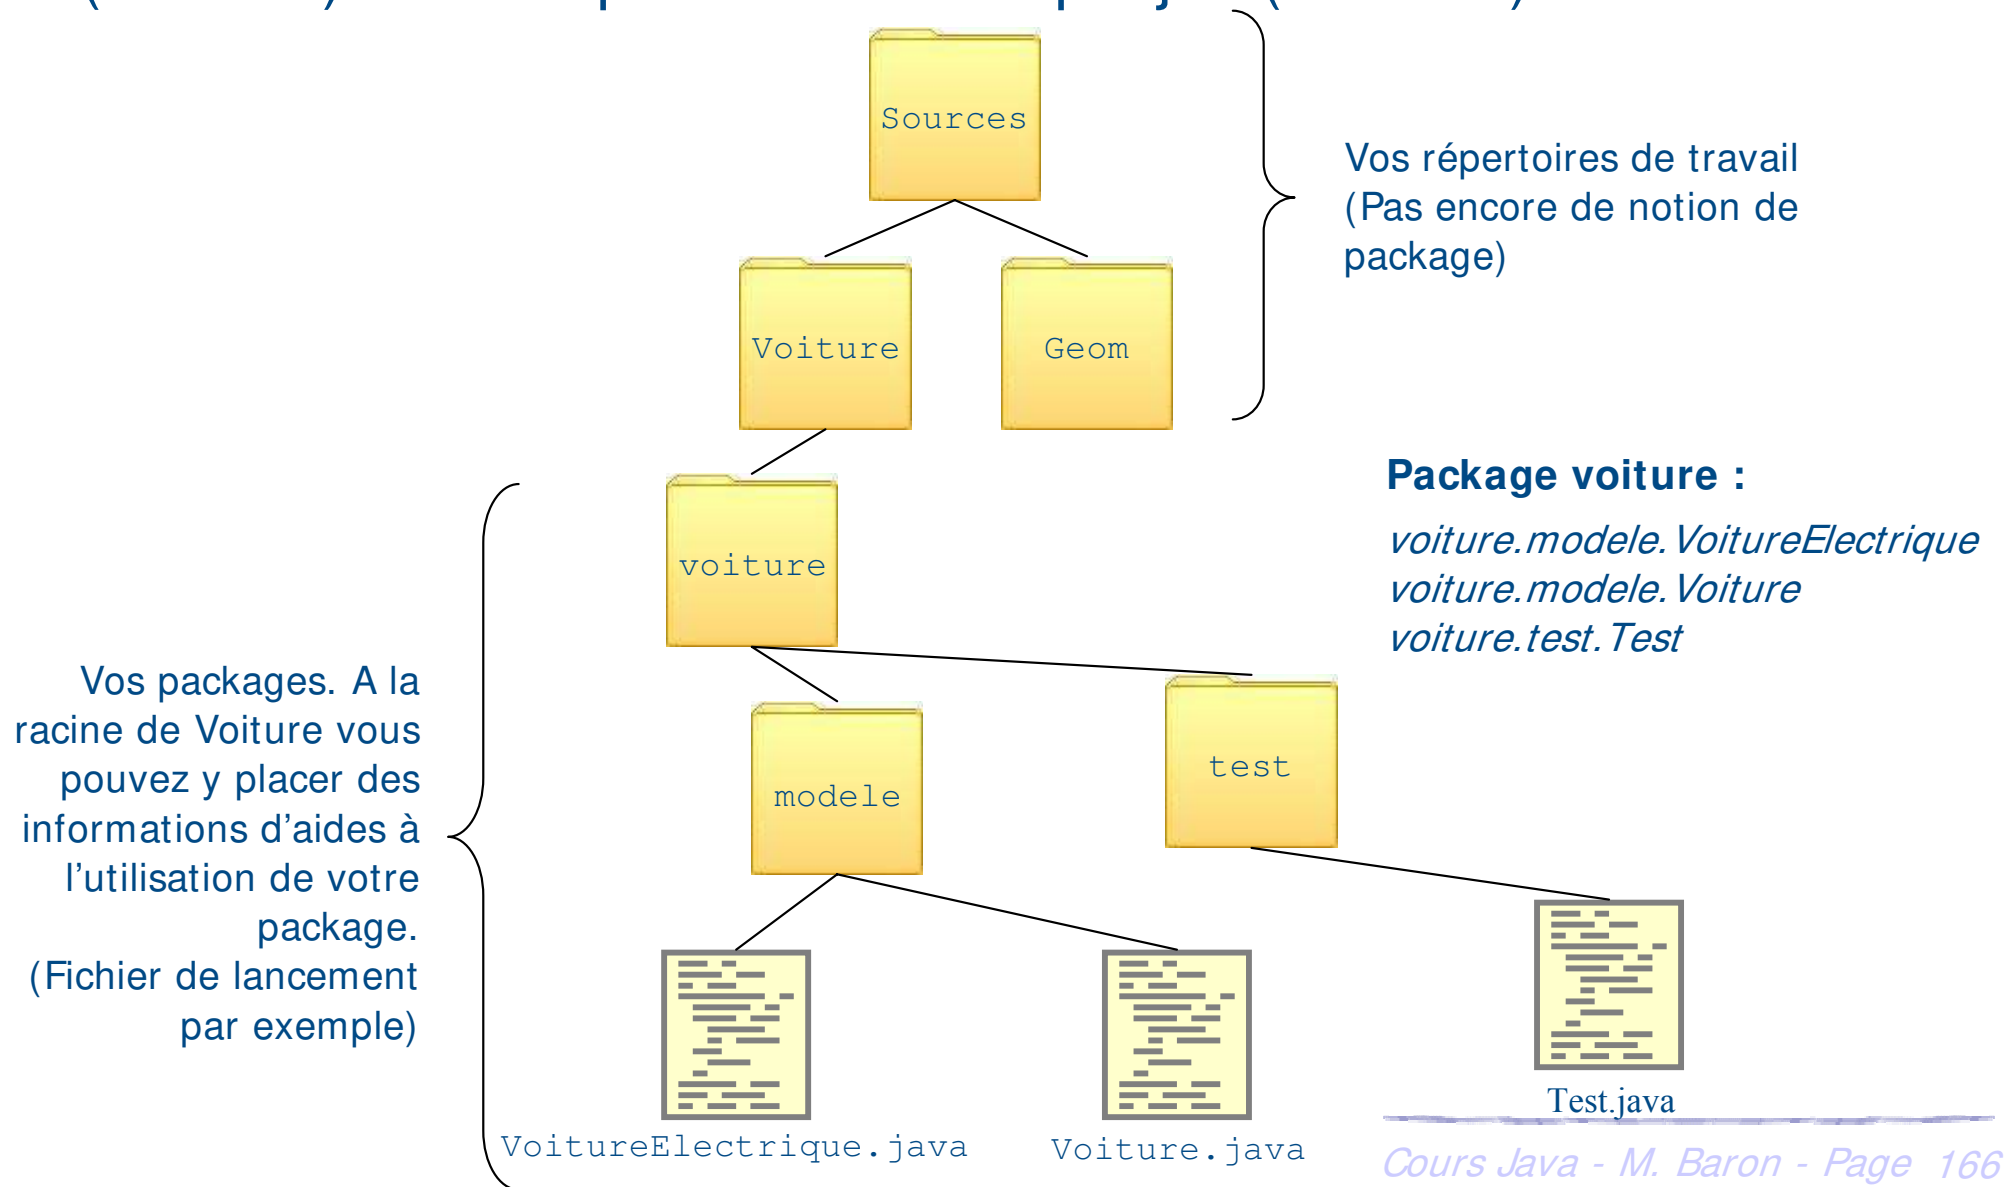 Sources
Vos répertoires de travail
(Pas encore de notion de
package)
Voiture
Geom
voiture
Package voiture :
voiture.modele.VoitureElectrique
voiture.modele.Voiture
voiture.test.Test
Vos packages. A la
racine de Voiture vous
pouvez y placer des
informations d'aides à
l'utilisation de votre
package.
(Fichier de lancement
par exemple)
modele
test
VoitureElectrique.java
Voiture.java
Test.java
Cours Java - M. Baron - Page 166